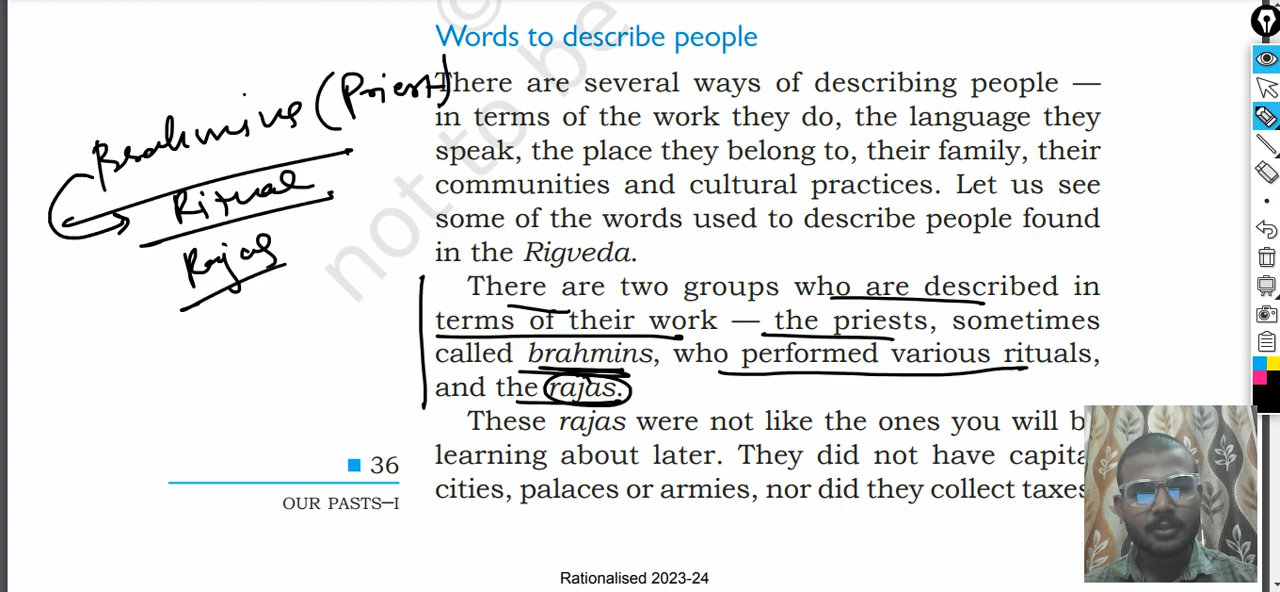 Words to describe people
Brahmins (Priest)
Ritual
Rajas
There are several ways of describing people —
in terms of the work they do, the language they
speak, the place they belong to, their family, their
communities and cultural practices. Let us see
some of the words used to describe people found
in the Rigveda.
There are two groups who are described in
terms of their work — the priests, sometimes
called brahmins, who performed various rituals,
and the rajas.
These rajas were not like the ones you will b
learning about later. They did not have capita
cities, palaces or armies, nor did they collect taxes
36
OUR PASTS–I
Rationalised 2023-24
not to be
©